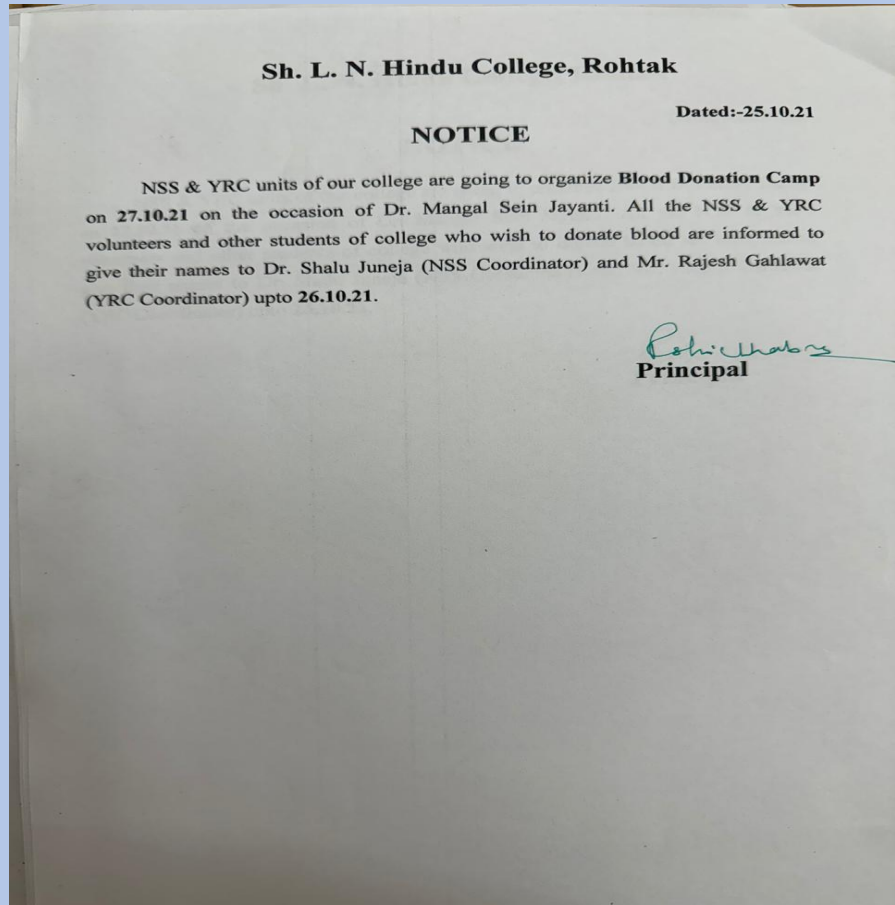 Sh. L. N. Hindu College, Rohtak
Dated:-25.10.21
NOTICE
NSS & YRC units of our college are going to organize Blood Donation Camp
on 27.10.21 on the occasion of Dr. Mangal Sein Jayanti. All the NSS & YRC
volunteers and other students of college who wish to donate blood are informed to
give their names to Dr. Shalu Juneja (NSS Coordinator) and Mr. Rajesh Gahlawat
(YRC Coordinator) upto 26.10.21.
Principal